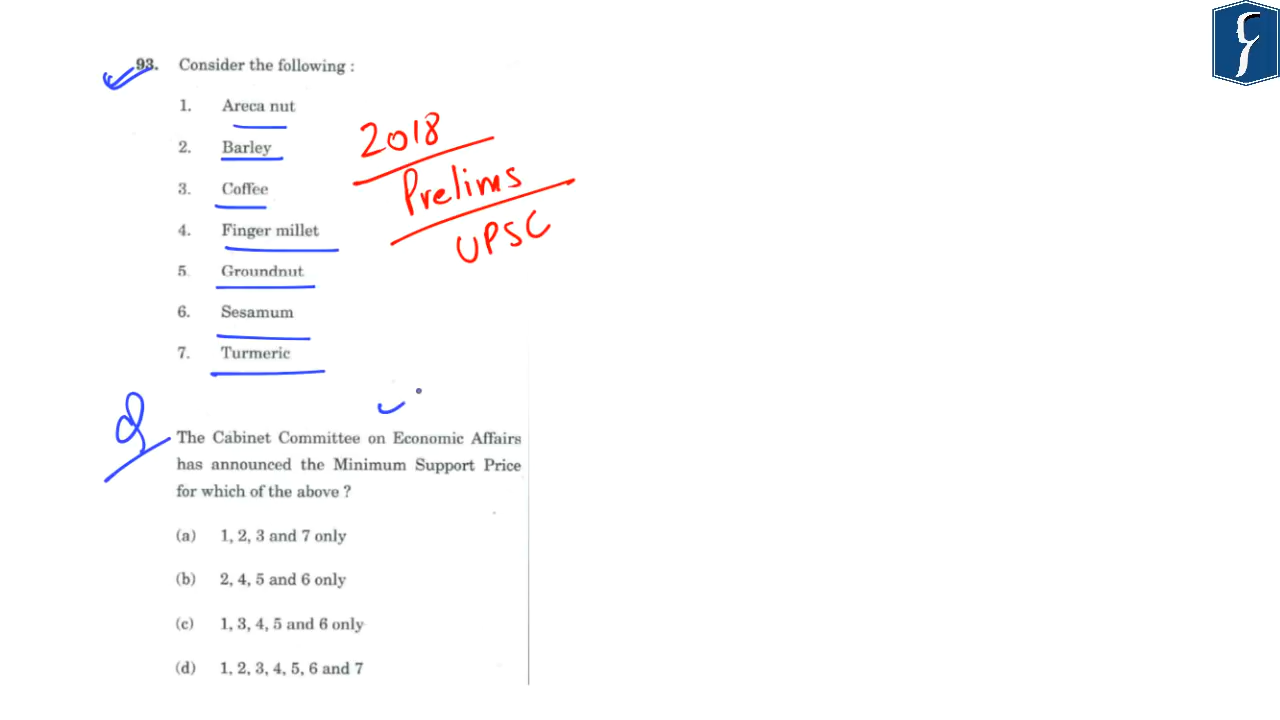 93. Consider the following :
1. Areca nut
2. Barley
3. Coffee
4. Finger millet
5. Groundnut
6. Sesamum
7. Turmeric
2018
Prelims
UPSC
Q
The Cabinet Committee on Economic Affairs
has announced the Minimum Support Price
for which of the above ?
(a) 1, 2, 3 and 7 only
(b) 2, 4, 5 and 6 only
(c) 1, 3, 4, 5 and 6 only
(d) 1, 2, 3, 4, 5, 6 and 7